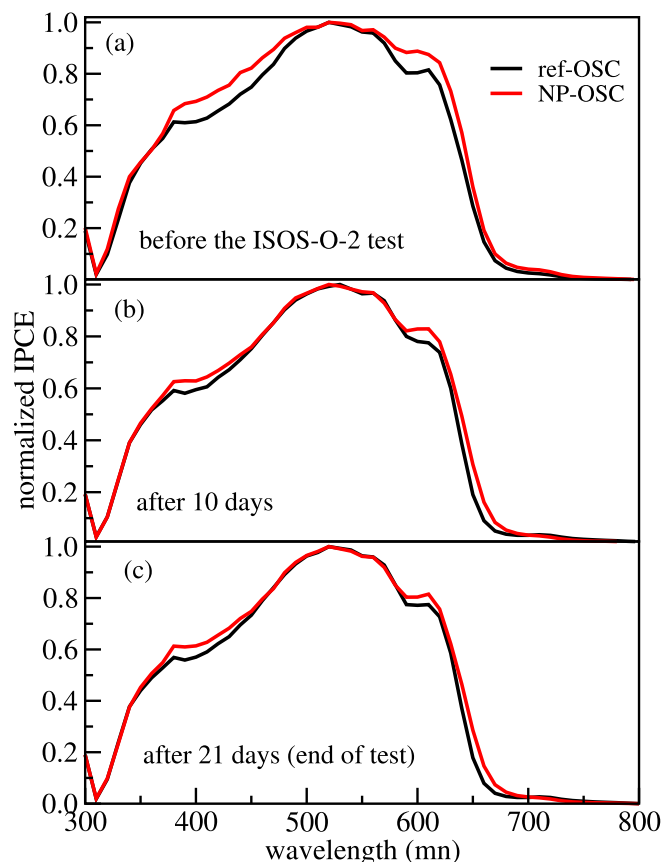 1.0
(a)
ref-OSC
NP-OSC
0.8
0.6
0.4
0.2
before the ISOS-O-2 test
1.0
(b)
0.8
0.6
0.4
0.2
after 10 days
normalized IPCE
1.0
(c)
0.8
0.6
0.4
0.2
after 21 days (end of test)
0.0
300 400 500 600 700 800
wavelength (mn)